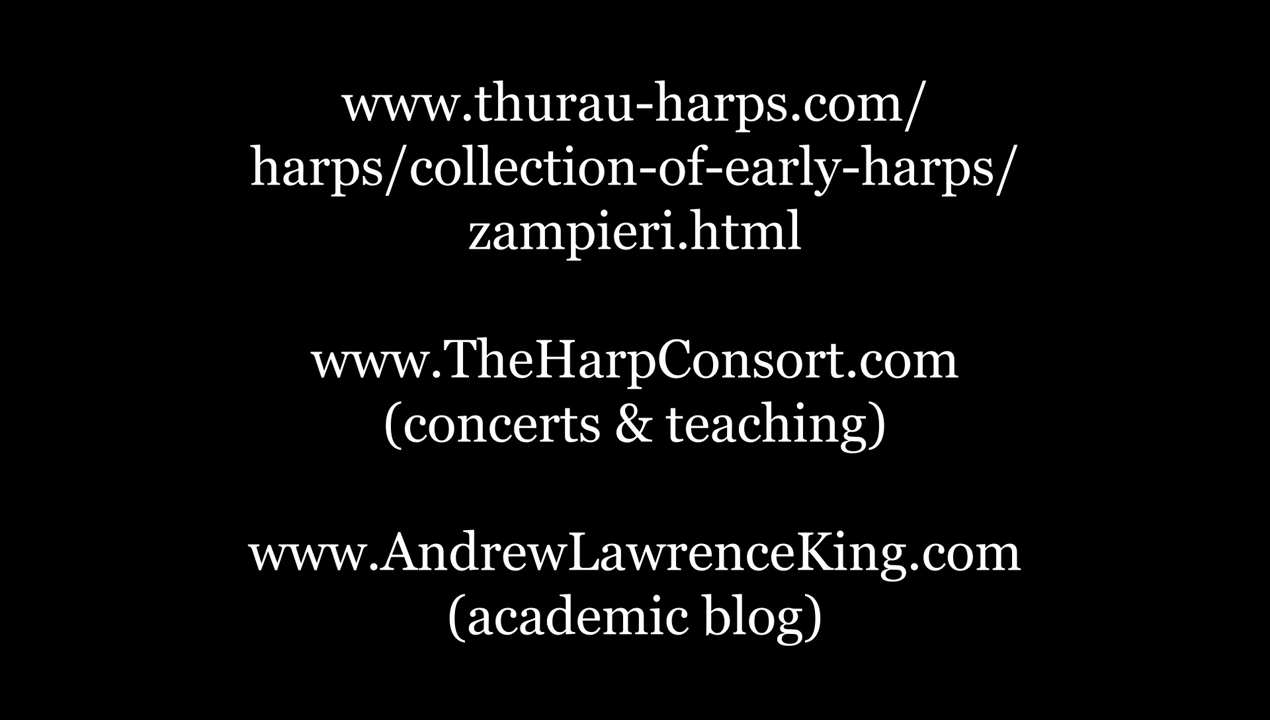 www.thurau-harps.com/
harps/collection-of-early-harps/
zampieri.html
www.TheHarpConsort.com
(concerts & teaching)
www.AndrewLawrenceKing.com
(academic blog)